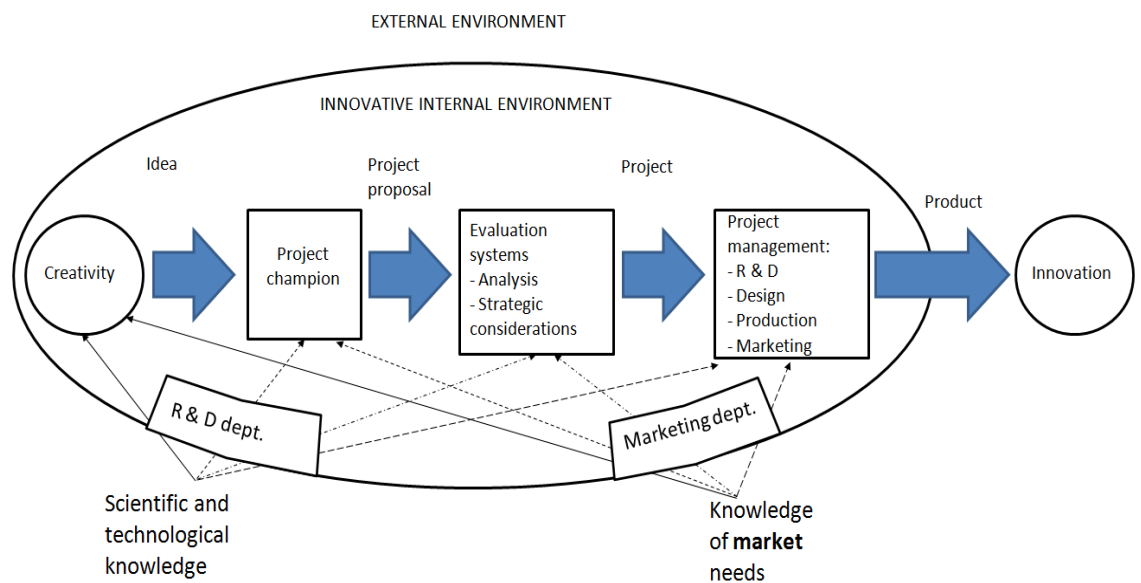 EXTERNAL ENVIRONMENT
INNOVATIVE INTERNAL ENVIRONMENT
Idea
Project
proposal
Project
Product
Creativity
Project
champion
Evaluation
systems
- Analysis
- Strategic
considerations
Project
management:
- R & D
- Design
- Production
- Marketing
Innovation
R & D dept.
Marketing dept.
Scientific and
technological
knowledge
Knowledge
of market
needs